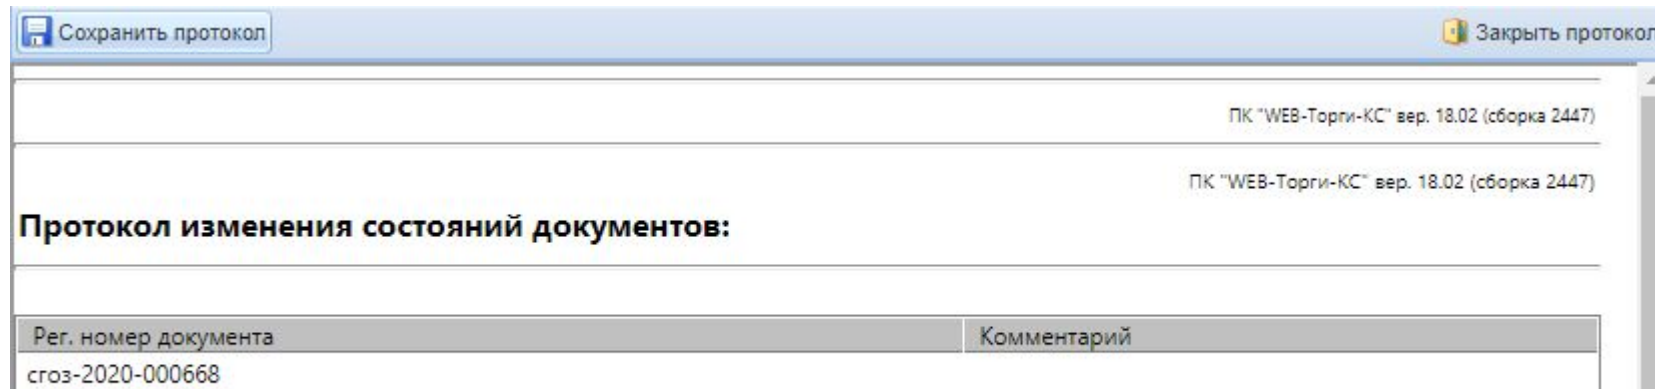 Сохранить протокол
Закрыть протокол
ПК "WEB-Торги-КС" вер. 18.02 (сборка 2447)
ПК "WEB-Торги-КС" вер. 18.02 (сборка 2447)
Протокол изменения состояний документов:
Рег. номер документа
Комментарий
сгоз-2020-000668